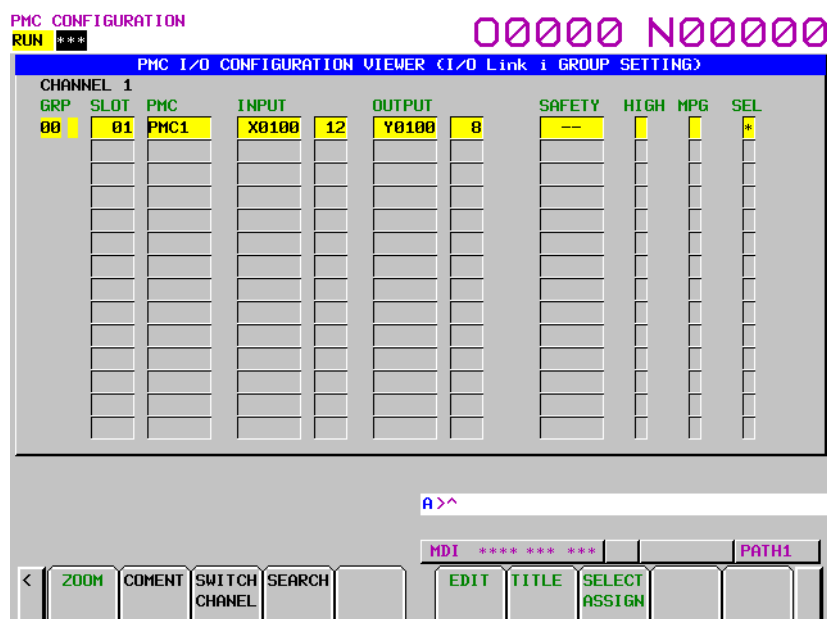 PMC CONFIGURATION
RUN *** O0000 N00000
PMC I/O CONFIGURATION VIEWER (I/O Link i GROUP SETTING)
CHANNEL 1
GRP SLOT PMC INPUT OUTPUT SAFETY HIGH MPG SEL
00 01 PMC1 X0100 12 Y0100 8 -- *
A>^
MDI **** *** *** PATH1
< ZOOM COMENT SWITCH CHANEL SEARCH EDIT TITLE SELECT ASSIGN